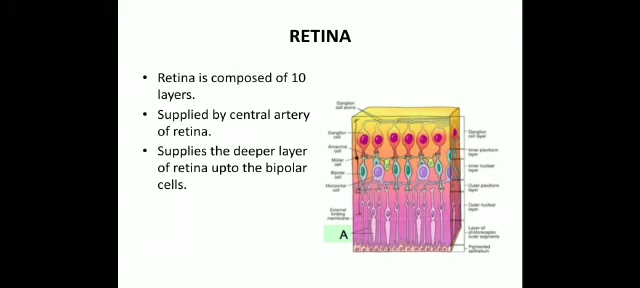 RETINA
• Retina is composed of 10
layers.
• Supplied by central artery
of retina.
• Supplies the deeper layer
of retina upto the bipolar
cells.
Ganglion
cell axons
Ganglion
cell
Amacrine
cell
Müller
cell
Bipolar
cell
Horizontal
cell
External
limiting
membrane
A
Ganglion
cell layer
Inner plexiform
layer
Inner nuclear
layer
Outer plexiform
layer
Outer nuclear
layer
Layer of
photoreceptor
outer segments
Pigmented
epithelium